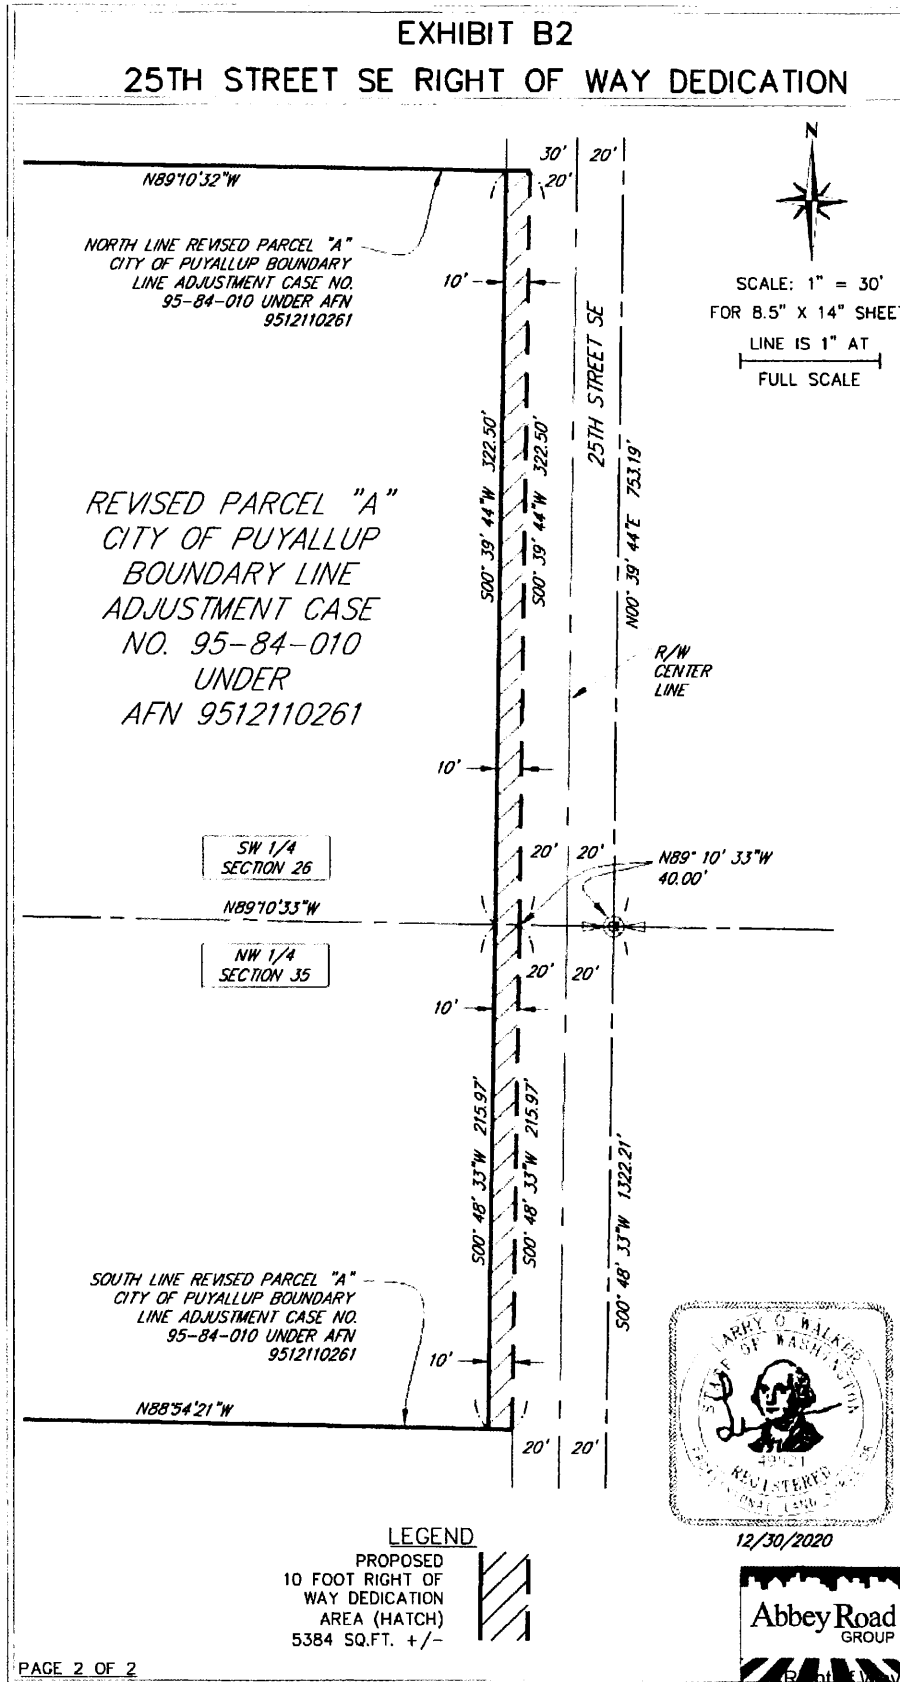 EXHIBIT B2
25TH STREET SE RIGHT OF WAY DEDICATION
30' 20'
20'
N
N89°10'32"W
NORTH LINE REVISED PARCEL "A"
CITY OF PUYALLUP BOUNDARY
LINE ADJUSTMENT CASE NO.
95-84-010 UNDER AFN
9512110261
10'
SCALE: 1" = 30'
FOR 8.5" X 14" SHEET
LINE IS 1" AT
FULL SCALE
25TH STREET SE
S00° 39' 44"W 322.50'
S00° 39' 44"W 322.50'
N00° 39' 44"E 753.19'
REVISED PARCEL "A"
CITY OF PUYALLUP
BOUNDARY LINE
ADJUSTMENT CASE
NO. 95-84-010
UNDER
AFN 9512110261
R/W
CENTER
LINE
10'
SW 1/4
SECTION 26
20' 20'
N89° 10' 33"W
40.00'
N89°10'33"W
NW 1/4
SECTION 35
20' 20'
10'
S00° 48' 33"W 215.97'
S00° 48' 33"W 215.97'
S00° 48' 33"W 1322.21'
SOUTH LINE REVISED PARCEL "A"
CITY OF PUYALLUP BOUNDARY
LINE ADJUSTMENT CASE NO.
95-84-010 UNDER AFN
9512110261
10'
N88°54'21"W
20' 20'
LARRY O WALKER
STATE OF WASHINGTON
REGISTERED
LAND
12/30/2020
LEGEND
PROPOSED
10 FOOT RIGHT OF
WAY DEDICATION
AREA (HATCH)
5384 SQ.FT. +/-
Abbey Road
GROUP
PAGE 2 OF 2